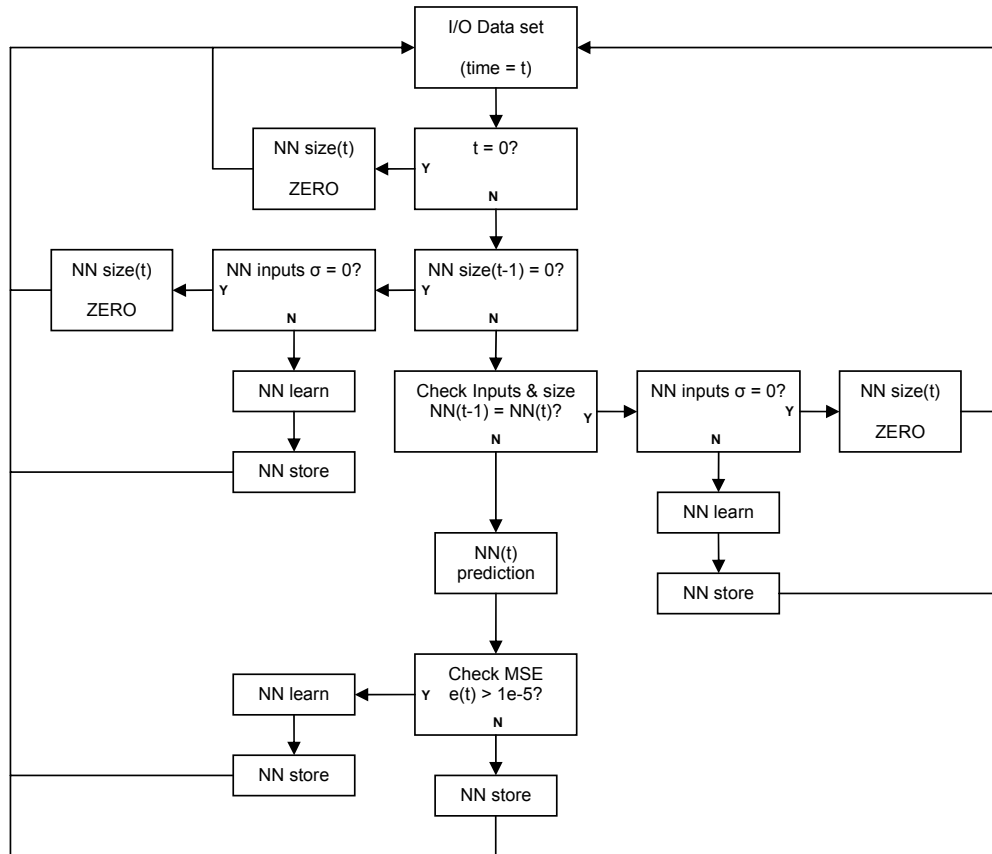 I/O Data set
(time = t)
NN size(t)
ZERO
t = 0?
Y
N
NN size(t)
ZERO
NN inputs σ = 0?
Y
N
NN size(t-1) = 0?
Y
N
NN learn
NN store
Check Inputs & size
NN(t-1) = NN(t)?
Y
N
NN inputs σ = 0?
Y
N
NN size(t)
ZERO
NN learn
NN store
NN(t)
prediction
Check MSE
e(t) > 1e-5?
Y
N
NN learn
NN store
NN store